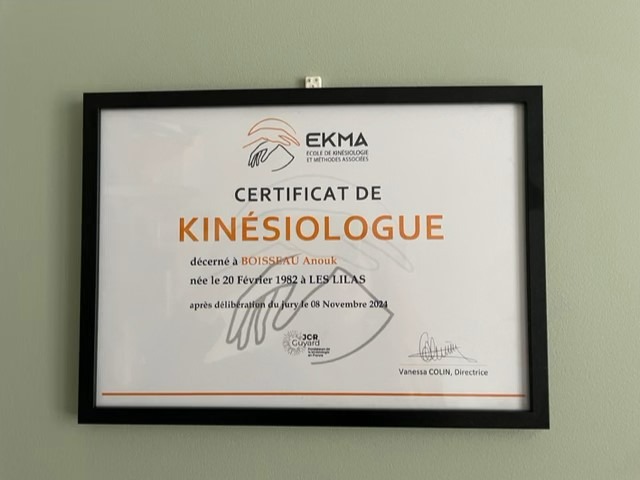 EKMA
ÉCOLE DE KINÉSIOLOGIE
ET MÉTHODES ASSOCIÉES
CERTIFICAT DE
KINÉSIOLOGUE
décerné à BOISSEAU Anouk
née le 20 Février 1982 à LES LILAS
après délibération du jury le 08 Novembre 2024
JCR
Guyard
Vanessa COLIN, Directrice